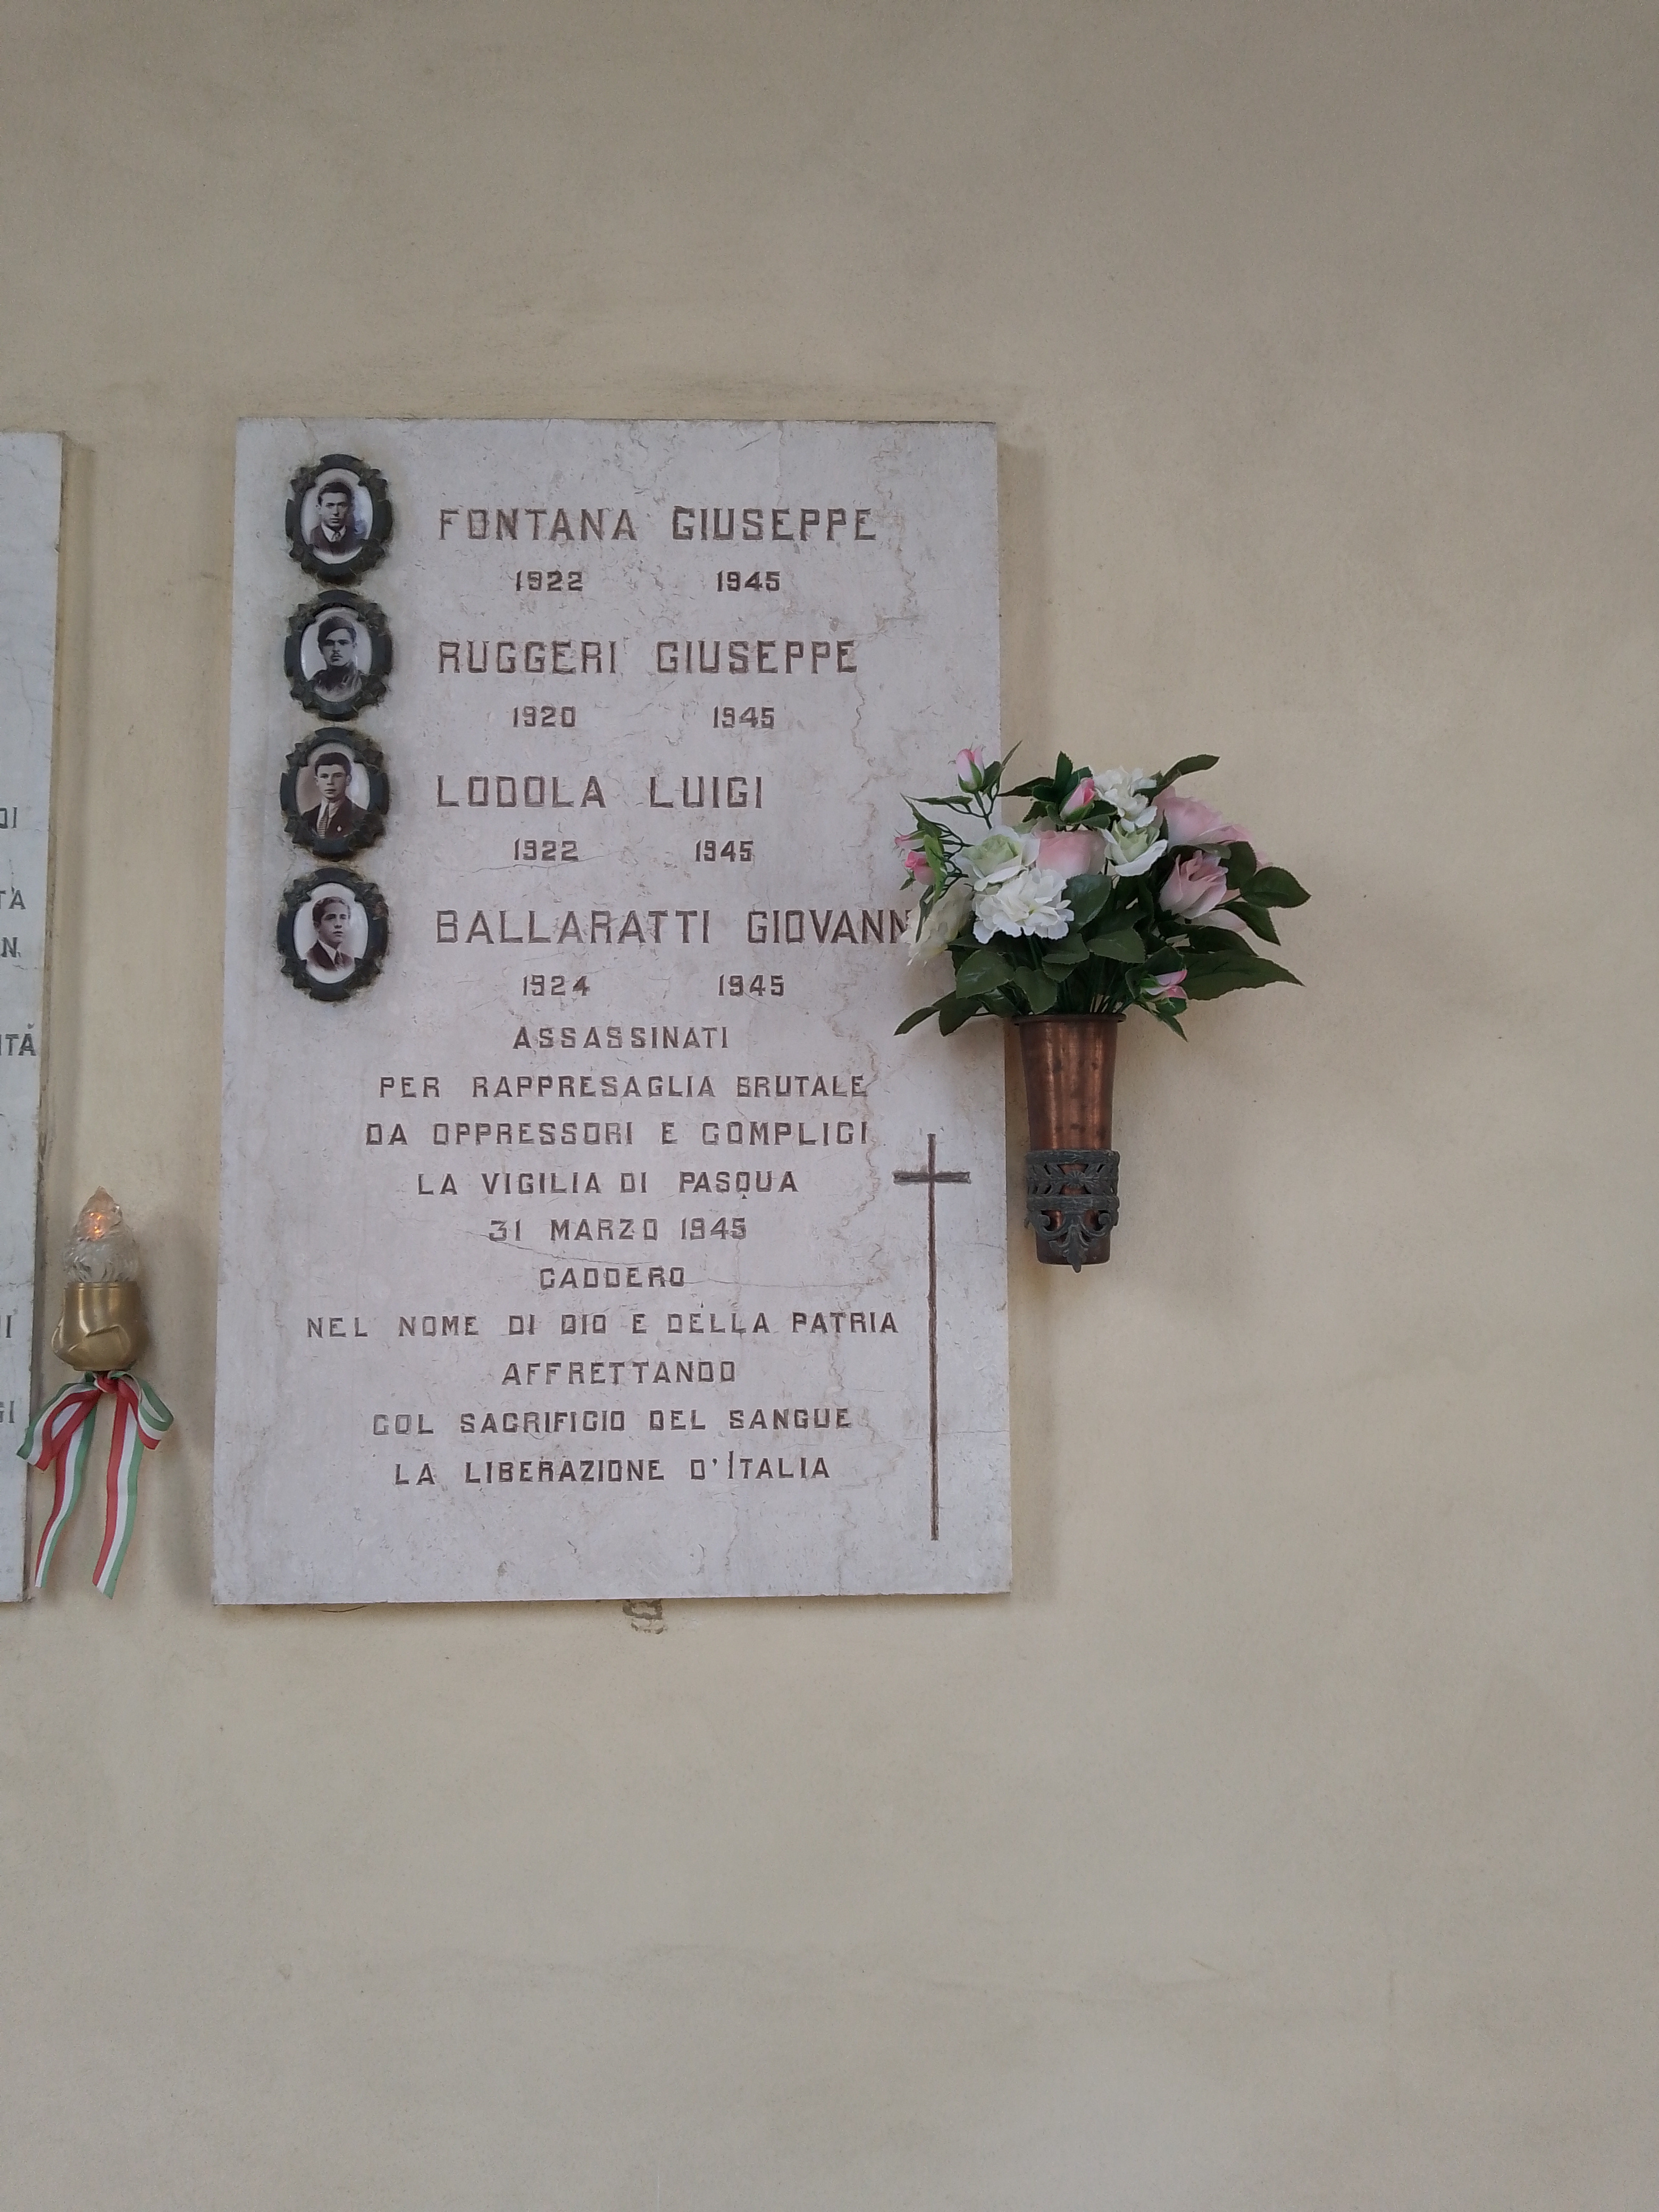 FONTANA GIUSEPPE
1922 1945
RUGGERI GIUSEPPE
1920 1945
LODOLA LUIGI
1922 1945
BALLARATTI GIOVANN
1924 1945
ASSASSINATI
PER RAPPRESAGLIA BRUTALE
DA OPPRESSORI E COMPLICI
LA VIGILIA DI PASQUA
31 MARZO 1945
CADDERO
NEL NOME DI DIO E DELLA PATRIA
AFFRETTANDO
COL SACRIFICIO DEL SANGUE
LA LIBERAZIONE D'ITALIA